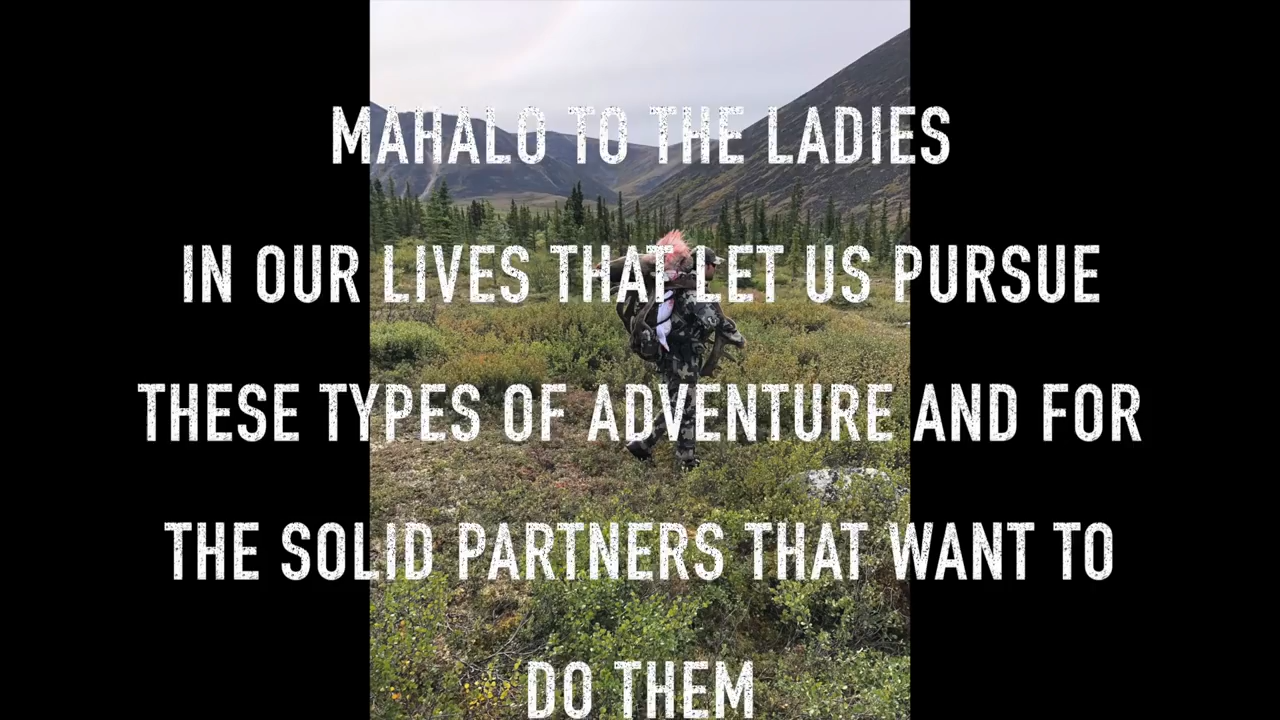 MAHALO TO THE LADIES
IN OUR LIVES THAT LET US PURSUE
THESE TYPES OF ADVENTURE AND FOR
THE SOLID PARTNERS THAT WANT TO
DO THEM